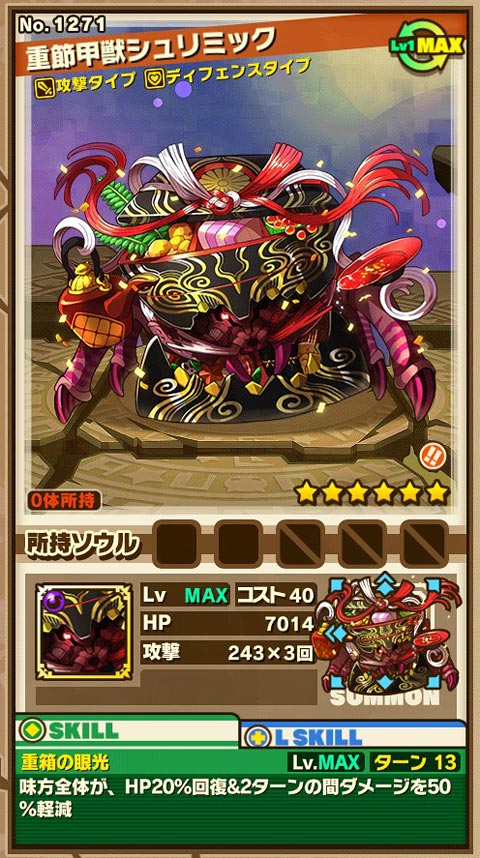 No.1271
重節甲獣シュリミック
Lv1 MAX
攻撃タイプ ディフェンスタイプ
!!
0体所持
所持ソウル
Lv MAX コスト 40
HP 7014
攻撃 243×3回
SUMMON
SKILL
L SKILL
重箱の眼光 Lv.MAX ターン 13
味方全体が、HP20%回復&2ターンの間ダメージを50
%軽減